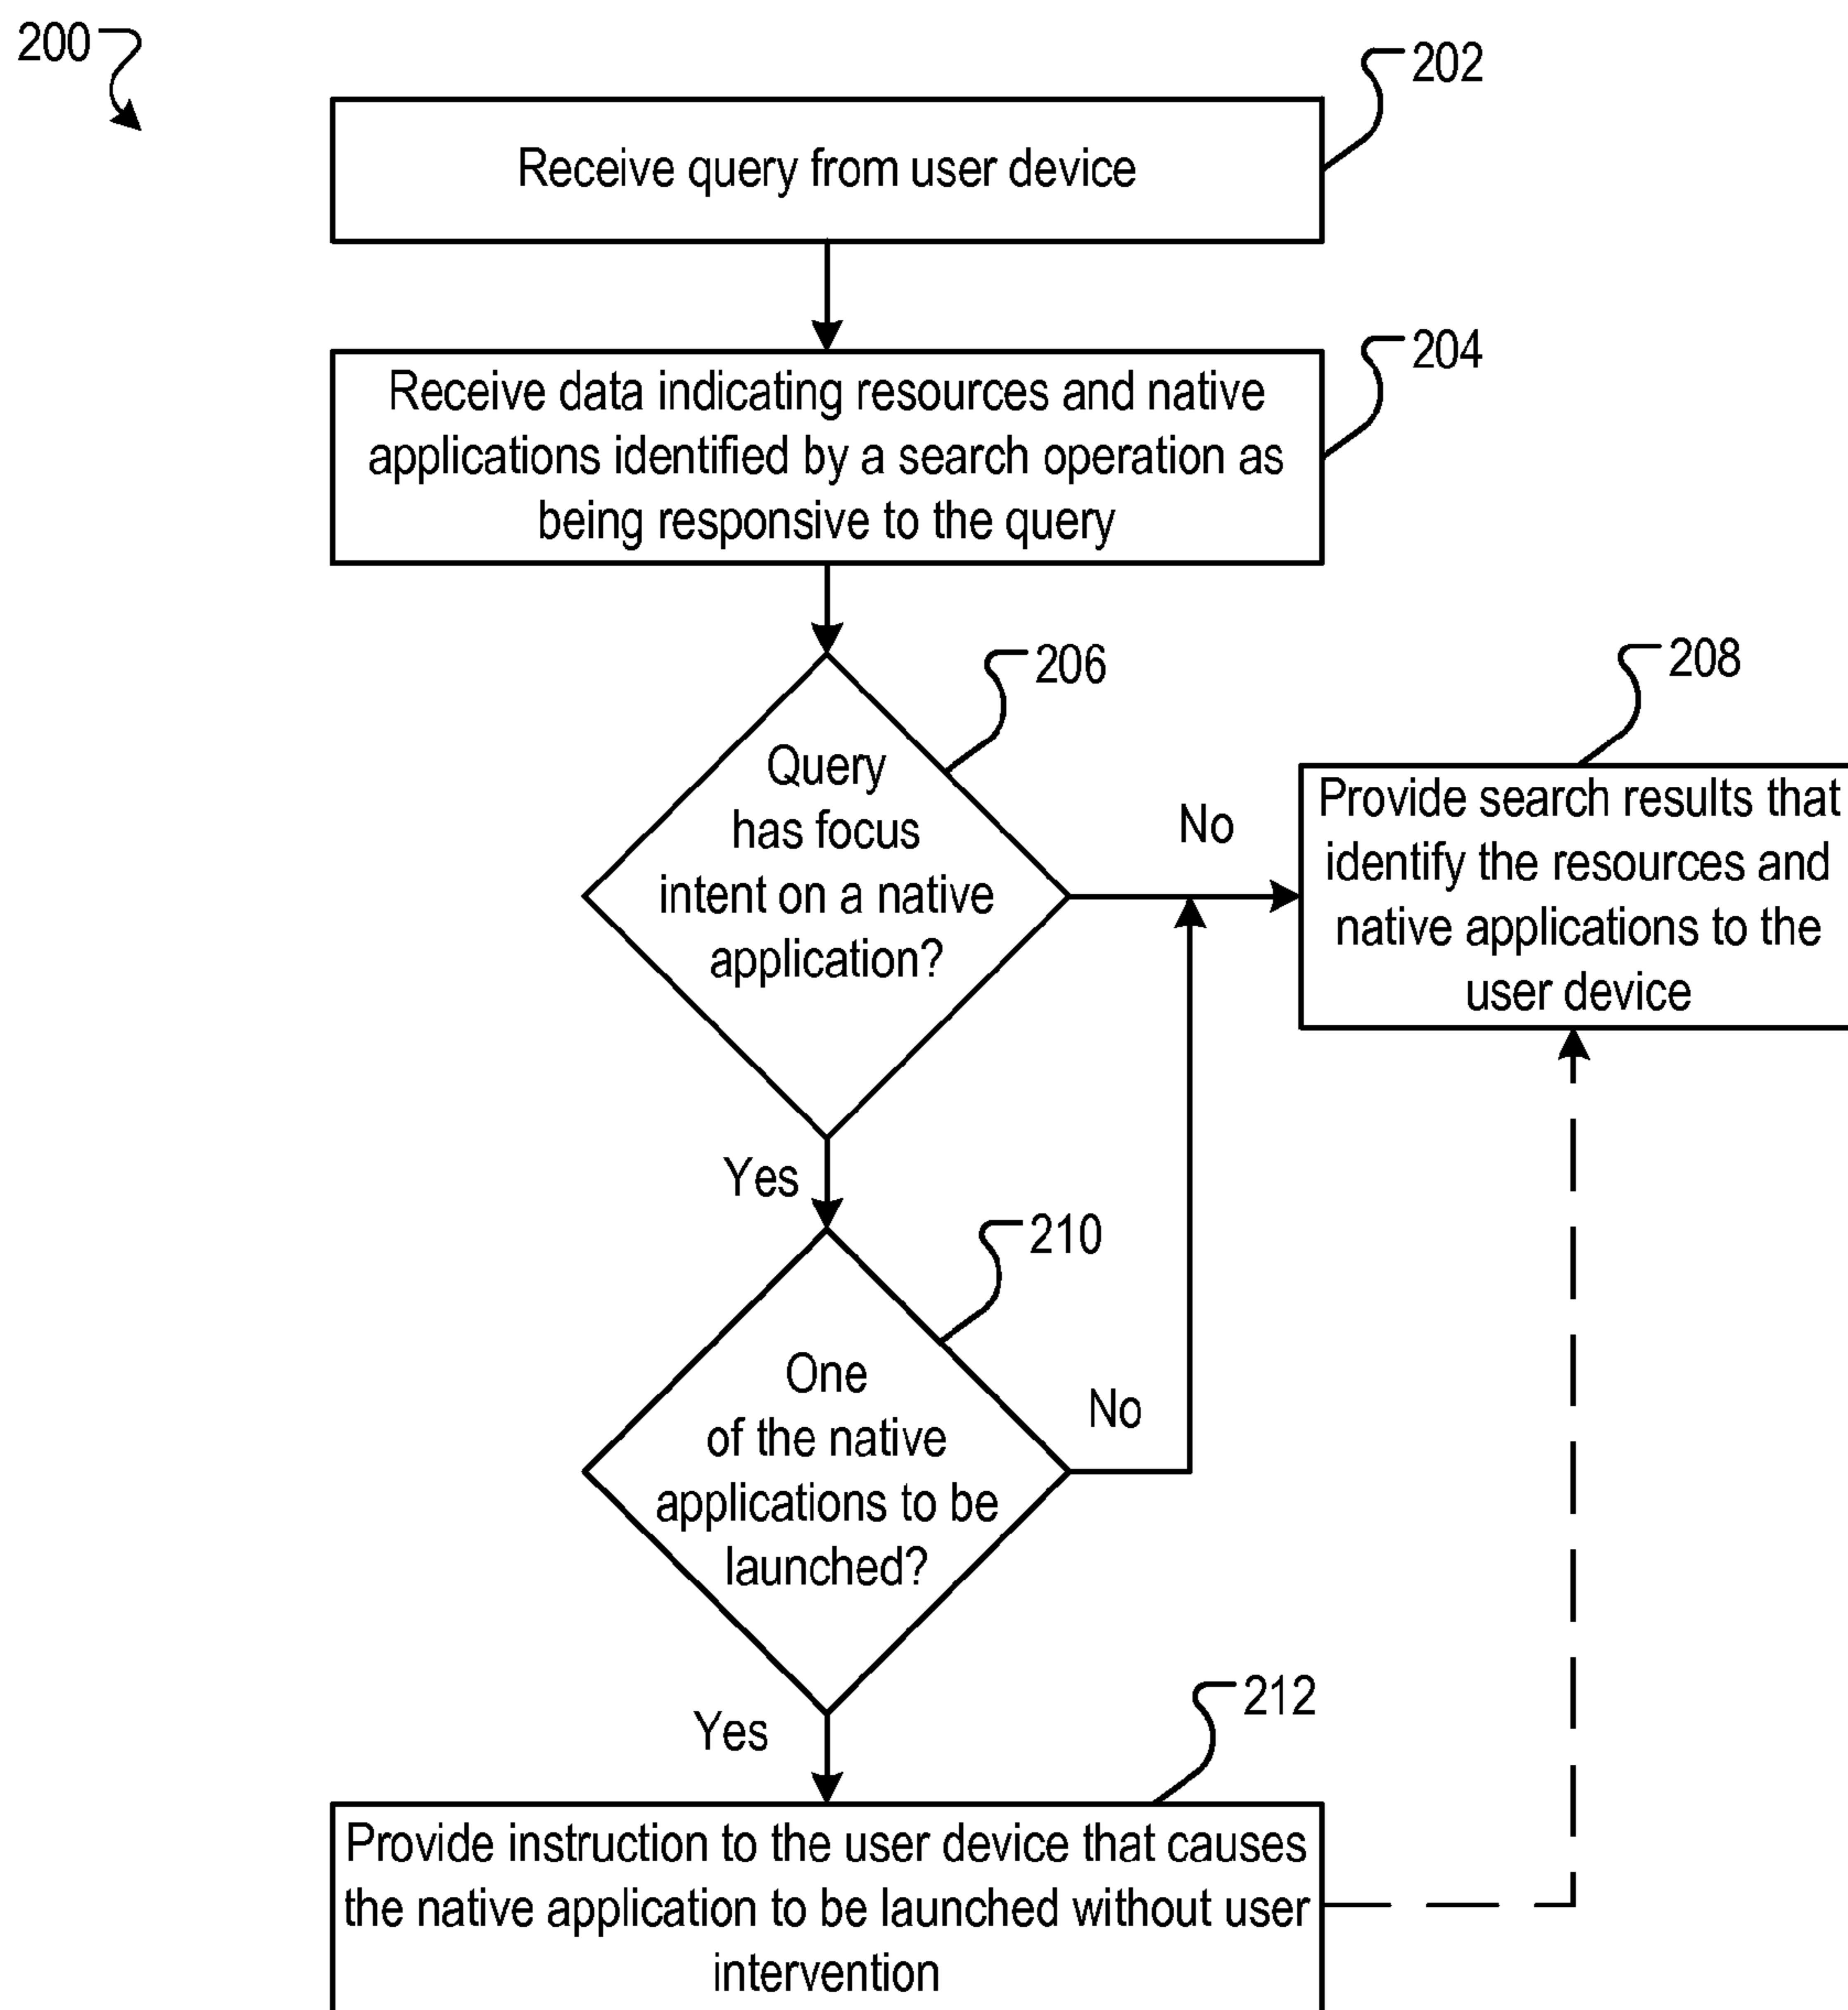 200
202
Receive query from user device
204
Receive data indicating resources and native
applications identified by a search operation as
being responsive to the query
206
208
Query
has focus
intent on a native
application?
No
Provide search results that
identify the resources and
native applications to the
user device
Yes
210
One
of the native
applications to be
launched?
No
Yes
212
Provide instruction to the user device that causes
the native application to be launched without user
intervention